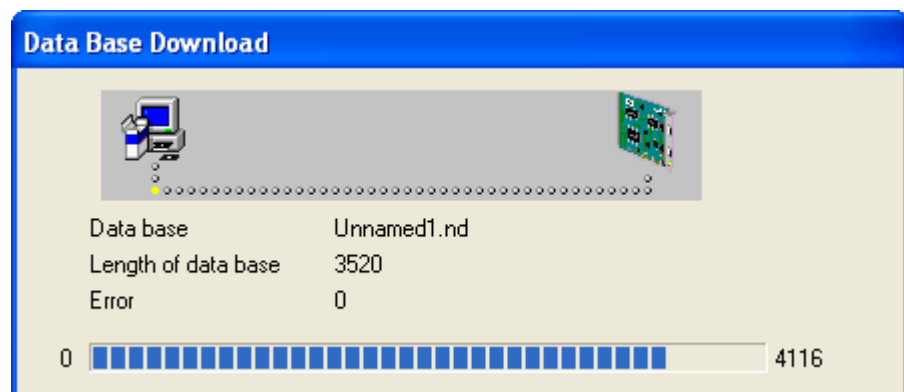 Data Base Download
Data base Unnamed1.nd
Length of data base 3520
Error 0
0 4116